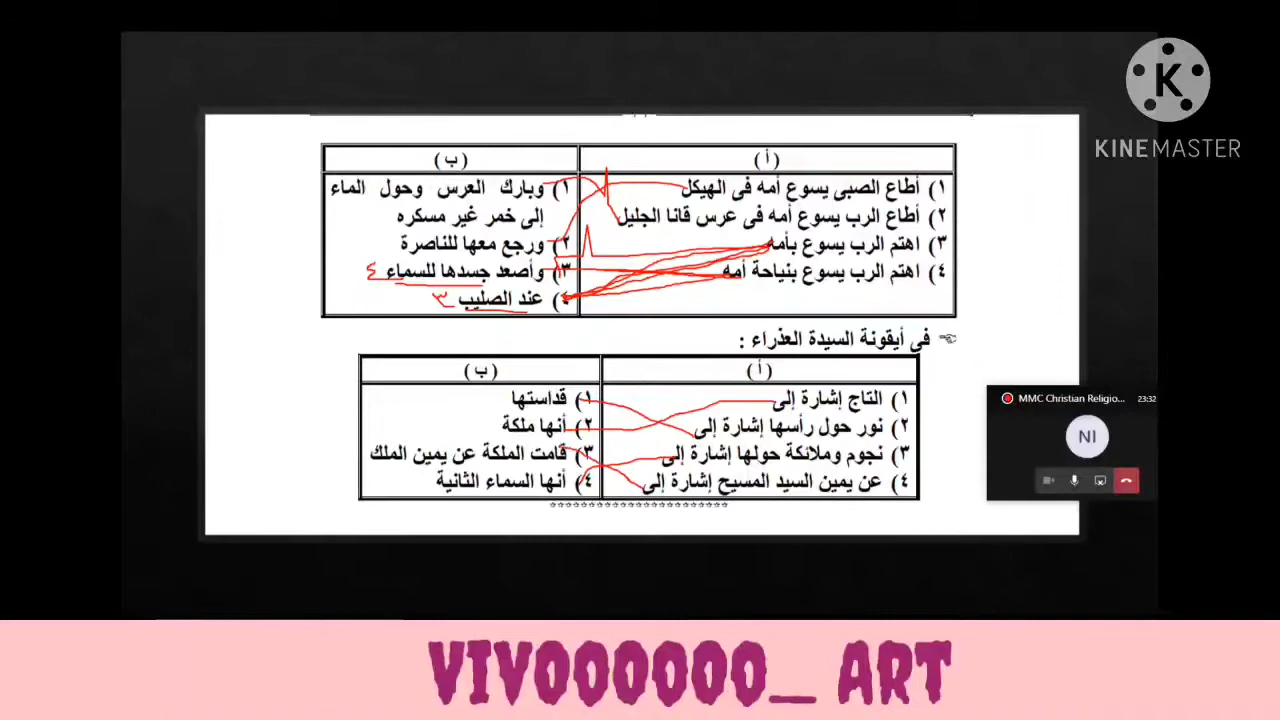 KINEMASTER
(أ) (ب)
١) أطاع الصبى يسوع أمه فى الهيكل ١) وبارك العرس وحول الماء
٢) أطاع الرب يسوع أمه فى عرس قانا الجليل إلى خمر غير مسكره
٣) اهتم الرب يسوع بأمه ٢) ورجع معها للناصرة
٤) اهتم الرب يسوع بنياحة أمه ٣) وأصعد جسدها للسماء ٤
٤) عند الصليب ٣
فى أيقونة السيدة العذراء :
(أ) (ب)
١) التاج إشارة إلى ١) قداستها
٢) نور حول رأسها إشارة إلى ٢) أنها ملكة
٣) نجوم وملائكة حولها إشارة إلى ٣) قامت الملكة عن يمين الملك
٤) عن يمين السيد المسيح إشارة إلى ٤) أنها السماء الثانية
MMC Christian Religio... 23:32
NI
VIVOOOOOO_ ART